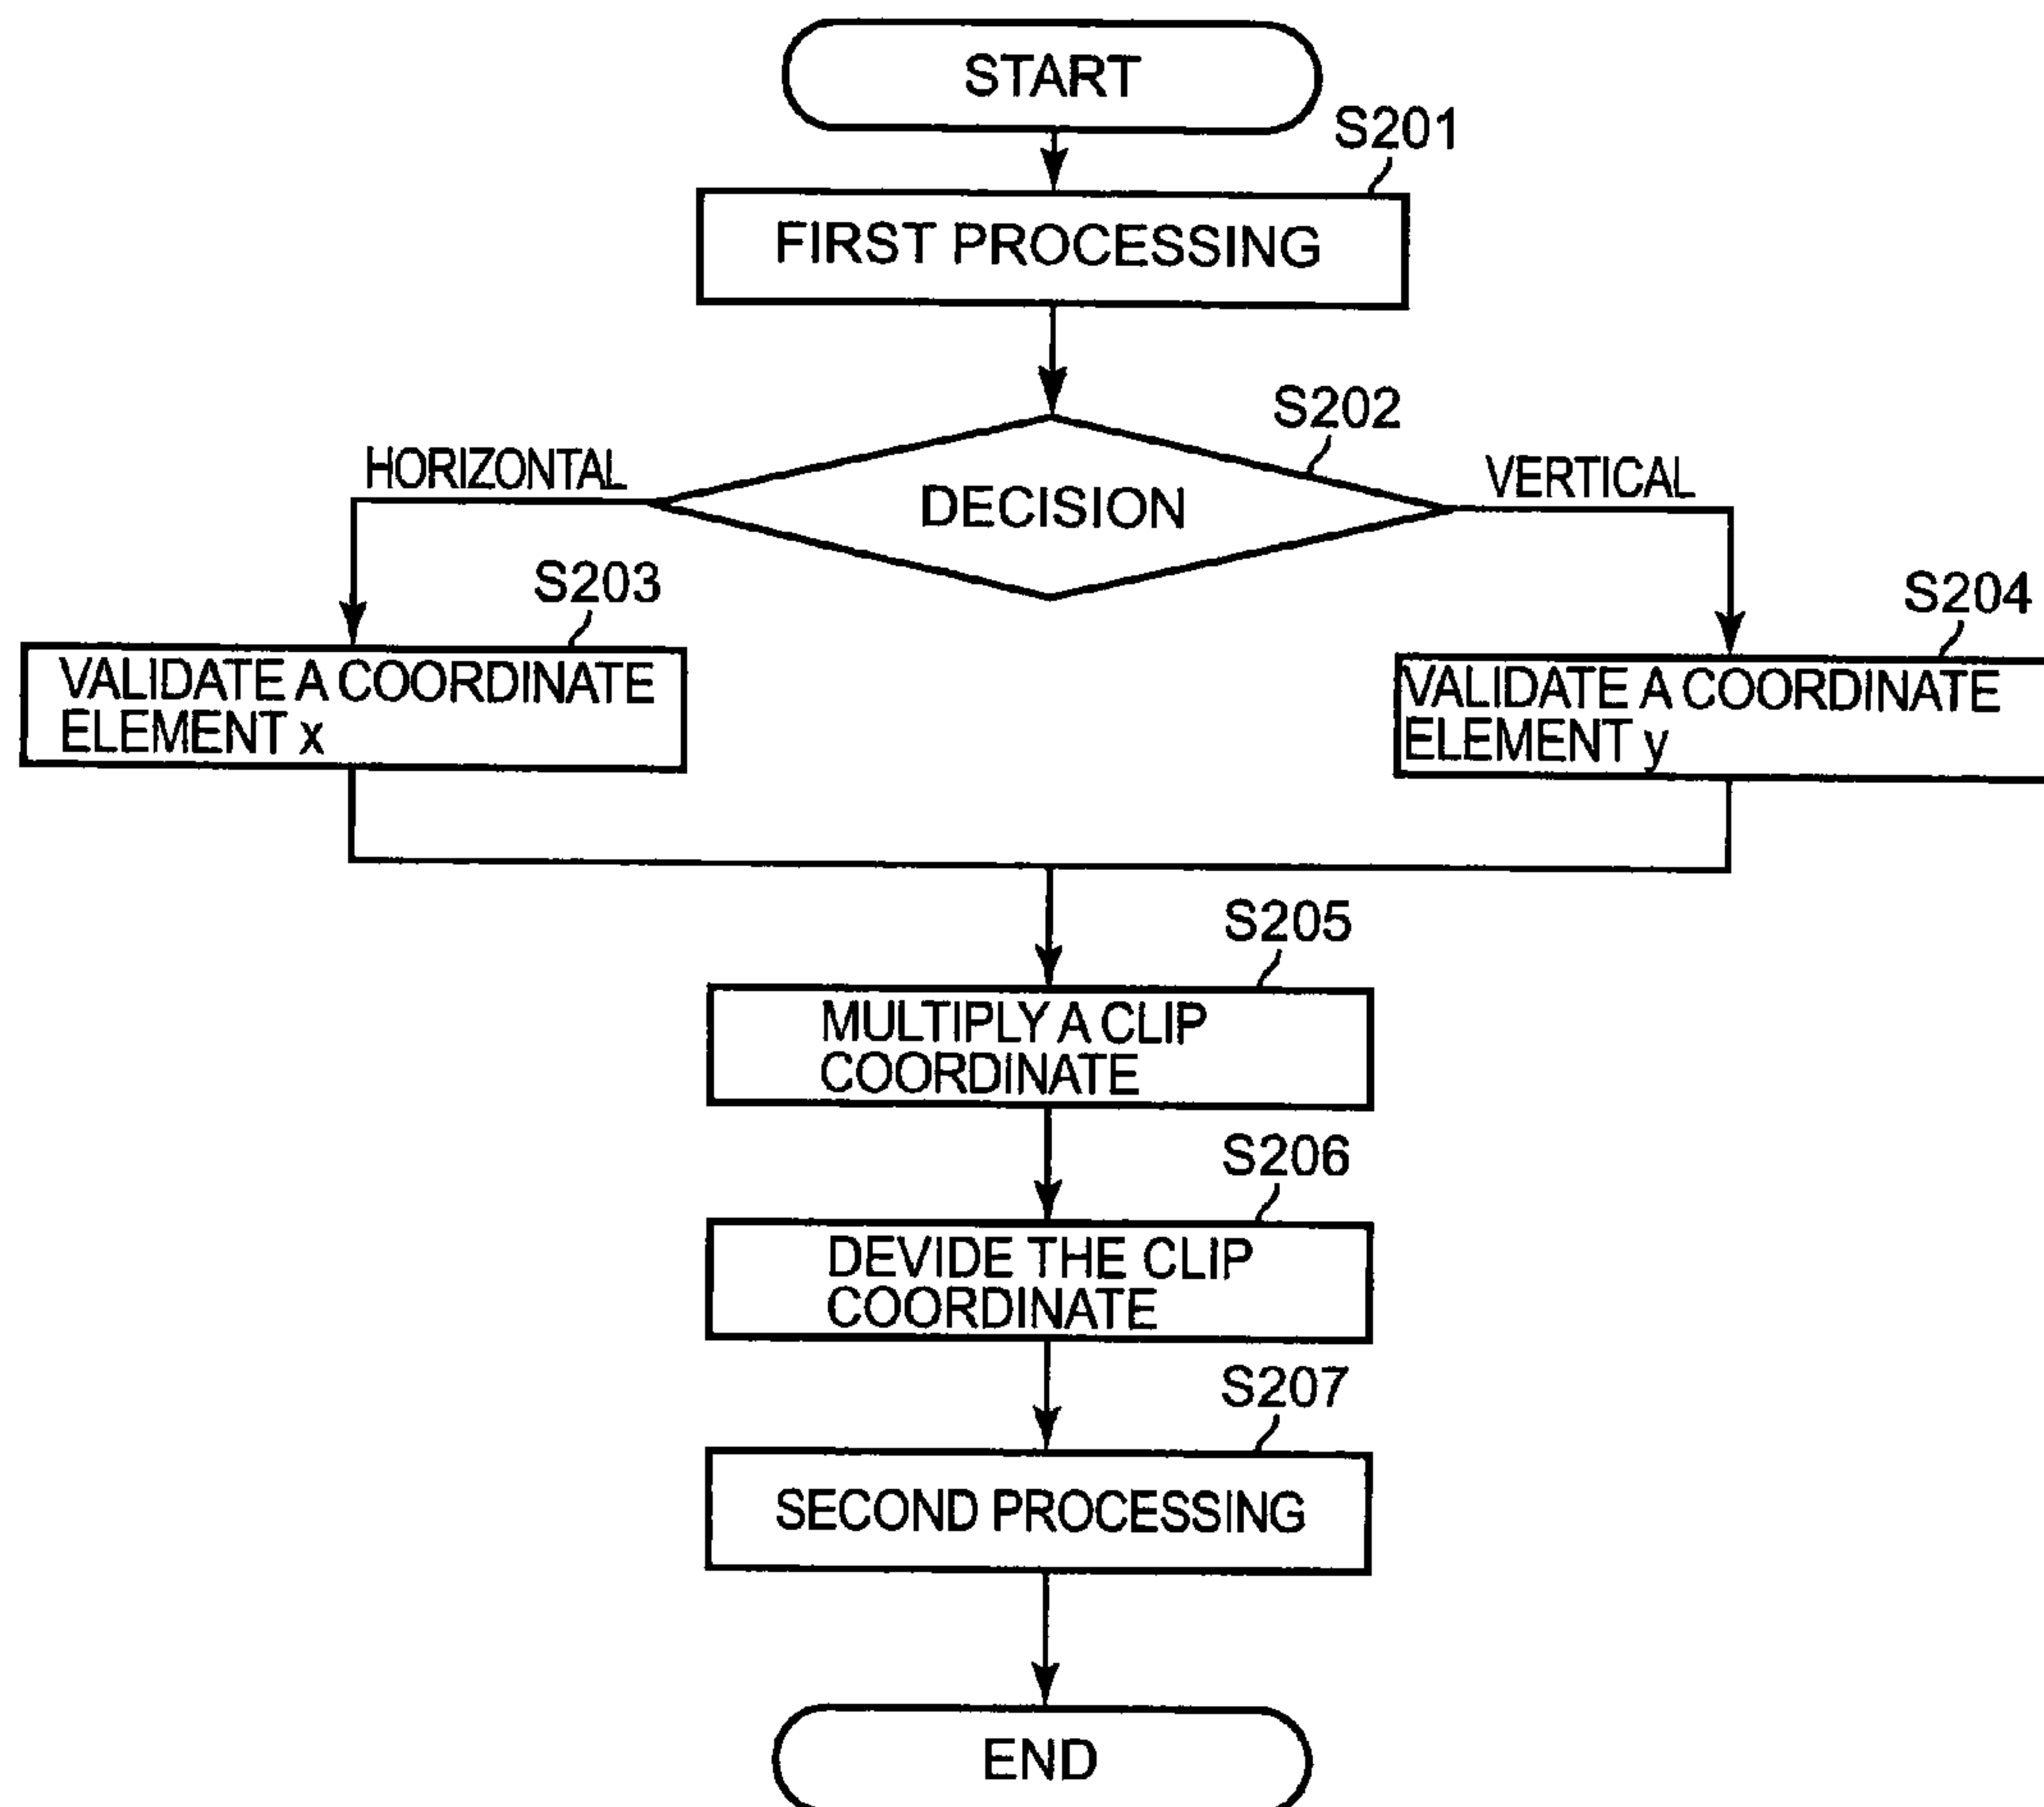 START
S201
FIRST PROCESSING
S202
HORIZONTAL
DECISION
VERTICAL
S203
VALIDATE A COORDINATE
ELEMENT x
S204
VALIDATE A COORDINATE
ELEMENT y
S205
MULTIPLY A CLIP
COORDINATE
S206
DEVIDE THE CLIP
COORDINATE
S207
SECOND PROCESSING
END